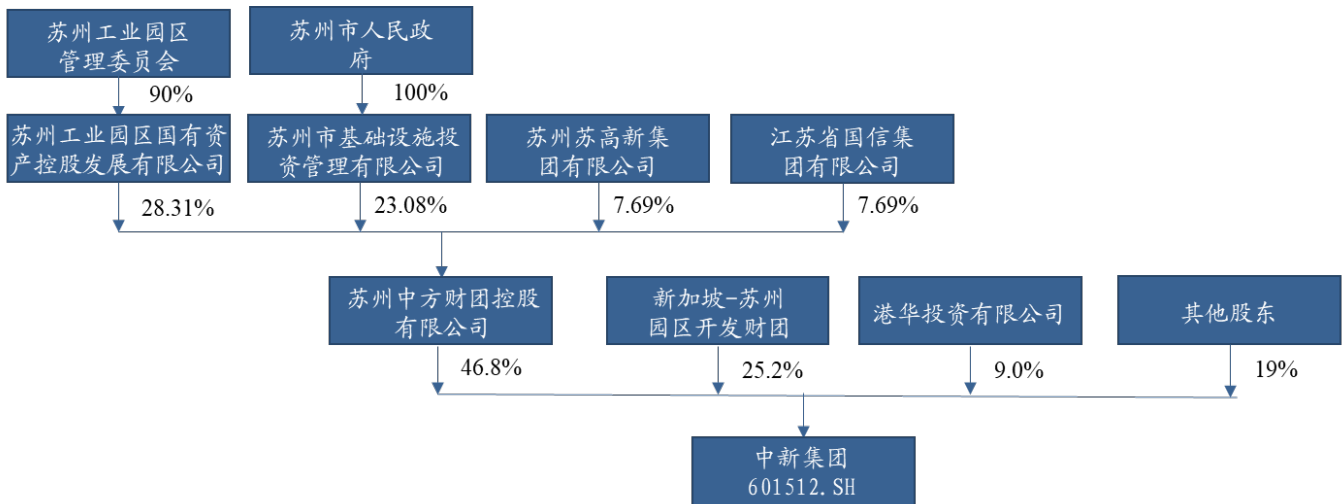 苏州工业园区
管理委员会
苏州市人民政
府
90%
100%
苏州工业园区国有资
产控股发展有限公司
苏州市基础设施投
资管理有限公司
苏州苏高新集
团有限公司
江苏省国信集
团有限公司
28.31%
23.08%
7.69%
7.69%
苏州中方财团控股
有限公司
新加坡-苏州
园区开发财团
港华投资有限公司
其他股东
46.8%
25.2%
9.0%
19%
中新集团
601512.SH